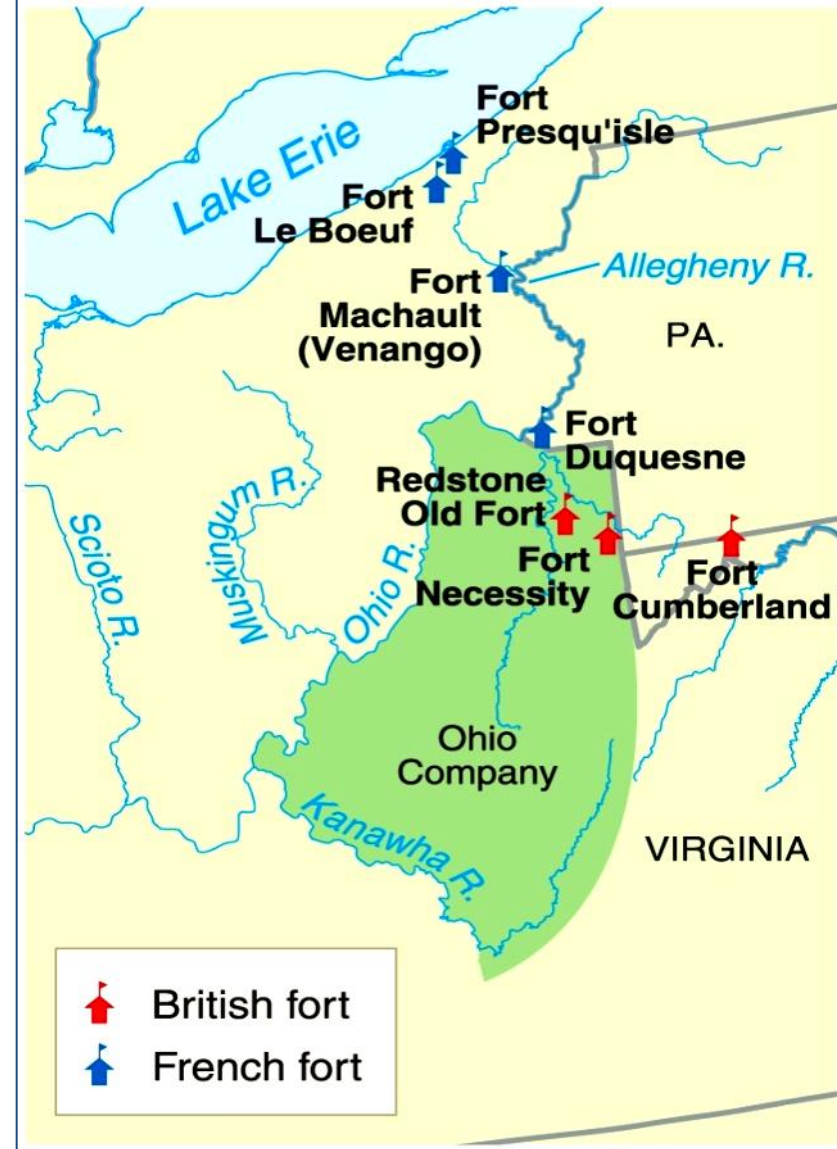 Fort
Presqu'isle
Lake Erie
Fort
Le Boeuf
Fort
Machault
(Venango)
Allegheny R.
PA.
Fort
Duquesne
Redstone
Old Fort
Fort
Necessity
Fort
Cumberland
Scioto R.
Muskingum R.
Ohio R.
Ohio
Company
Kanawha R.
VIRGINIA
British fort
French fort